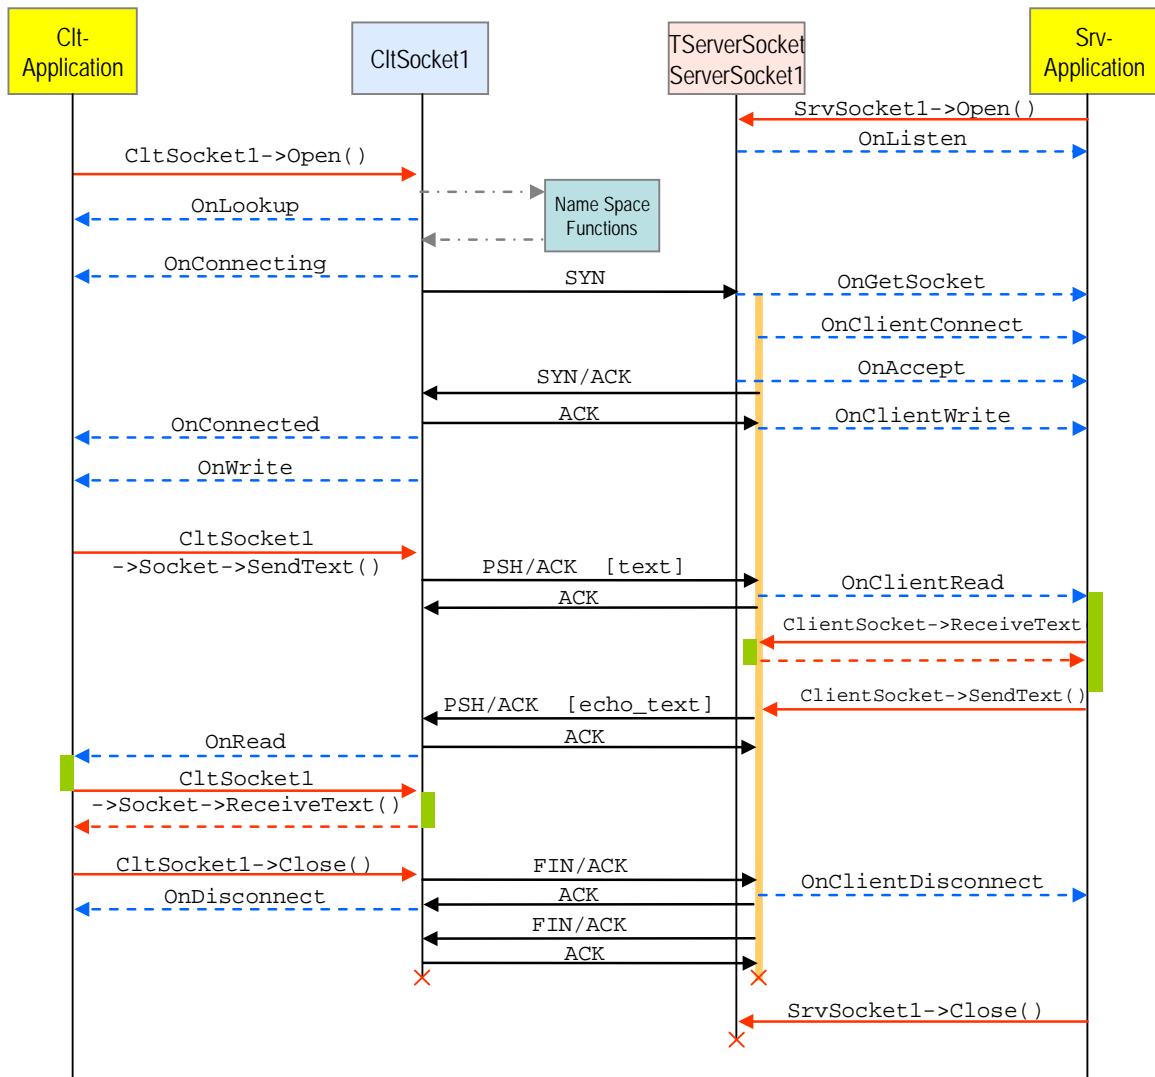 Clt-
Application
CltSocket1
TServerSocket
ServerSocket1
Srv-
Application
SrvSocket1->Open()
OnListen
CltSocket1->Open()
Name Space
Functions
OnLookup
OnConnecting
SYN
OnGetSocket
OnClientConnect
SYN/ACK
OnAccept
ACK
OnClientWrite
OnConnected
OnWrite
CltSocket1
->Socket->SendText()
PSH/ACK [text]
OnClientRead
ACK
ClientSocket->ReceiveText(
ClientSocket->SendText()
PSH/ACK [echo_text]
OnRead
ACK
CltSocket1
->Socket->ReceiveText()
CltSocket1->Close()
FIN/ACK
OnClientDisconnect
OnDisconnect
ACK
FIN/ACK
ACK
SrvSocket1->Close()